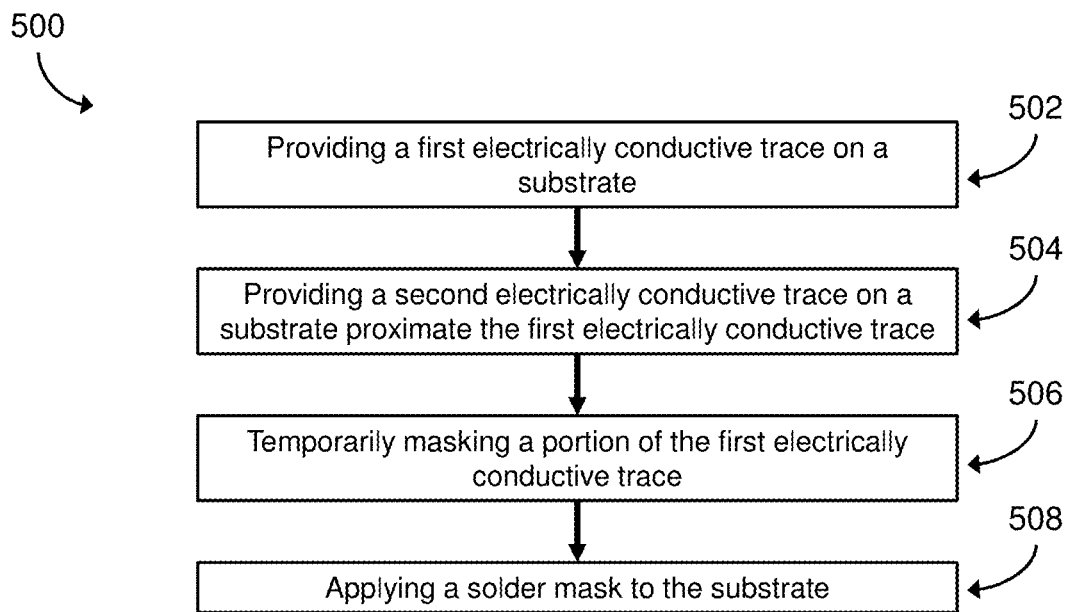 500
502
Providing a first electrically conductive trace on a
substrate
504
Providing a second electrically conductive trace on a
substrate proximate the first electrically conductive trace
506
Temporarily masking a portion of the first electrically
conductive trace
508
Applying a solder mask to the substrate